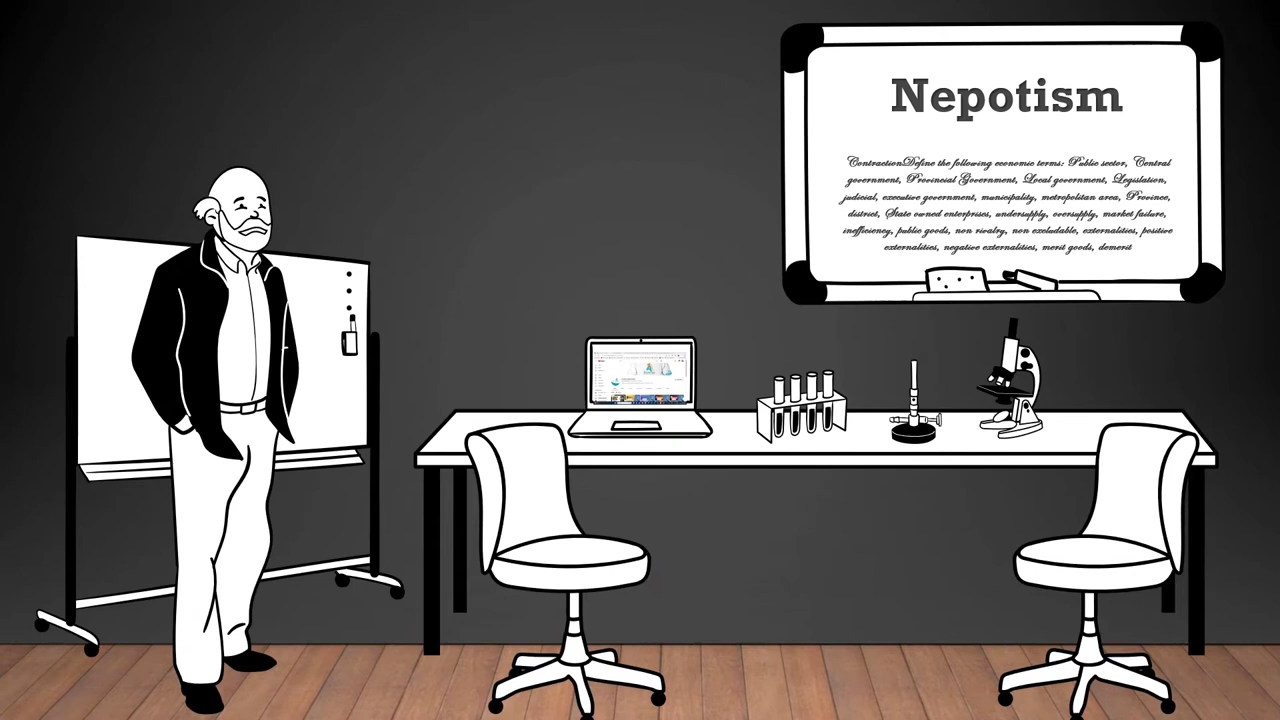 Nepotism
ContractionDefine the following economic terms: Public sector, Central
government, Provincial Government, Local government, Legislation,
judicial, executive government, municipality, metropolitan area, Province,
district, State owned enterprises, undersupply, oversupply, market failure,
inefficiency, public goods, non rivalry, non excludable, externalities, positive
externalities, negative externalities, merit goods, demerit